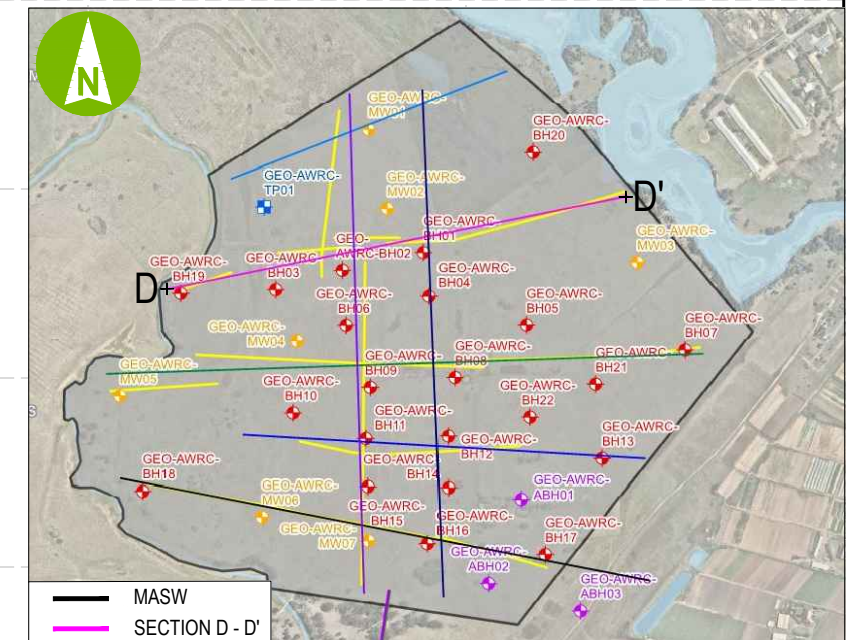 N
GEO-AWRC-
MW01
GEO-AWRC-
BH20
GEO-AWRC-
TP01
GEO-AWRC-
MW02
D'
GEO-AWRC-
BH01
GEO-AWRC-
MW03
GEO-
AWRC-BH02
GEO-AWRC-
BH19
GEO-AWRC-
BH03
D
GEO-AWRC-
BH04
GEO-AWRC-
BH06
GEO-AWRC-
BH05
GEO-AWRC-
MW04
GEO-AWRC-
BH07
GEO-AWRC-
MW05
GEO-AWRC-
BH09
GEO-AWRC-
BH08
GEO-AWRC-
BH21
GEO-AWRC-
BH10
GEO-AWRC-
BH22
GEO-AWRC-
BH11
GEO-AWRC-
BH12
GEO-AWRC-
BH13
GEO-AWRC-
BH18
GEO-AWRC-
BH14
GEO-AWRC-
ABH01
GEO-AWRC-
MW06
GEO-AWRC-
BH15
GEO-AWRC-
BH16
GEO-AWRC-
MW07
GEO-AWRC-
BH17
GEO-AWRC-
ABH02
GEO-AWRC-
ABH03
MASW
SECTION D - D'